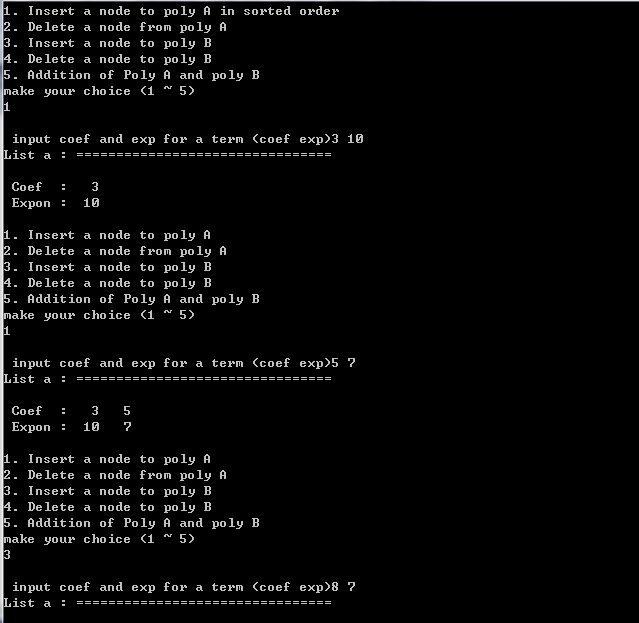 1. Insert a node to poly A in sorted order
2. Delete a node from poly A
3. Insert a node to poly B
4. Delete a node to poly B
5. Addition of Poly A and poly B
make your choice (1 ~ 5)
1
input coef and exp for a term (coef exp)3 10
List a : ================================
Coef  :   3
Expon :  10
1. Insert a node to poly A
2. Delete a node from poly A
3. Insert a node to poly B
4. Delete a node to poly B
5. Addition of Poly A and poly B
make your choice (1 ~ 5)
1
input coef and exp for a term (coef exp)5 7
List a : ================================
Coef  :   3   5
Expon :  10   7
1. Insert a node to poly A
2. Delete a node from poly A
3. Insert a node to poly B
4. Delete a node to poly B
5. Addition of Poly A and poly B
make your choice (1 ~ 5)
3
input coef and exp for a term (coef exp)8 7
List a : ================================